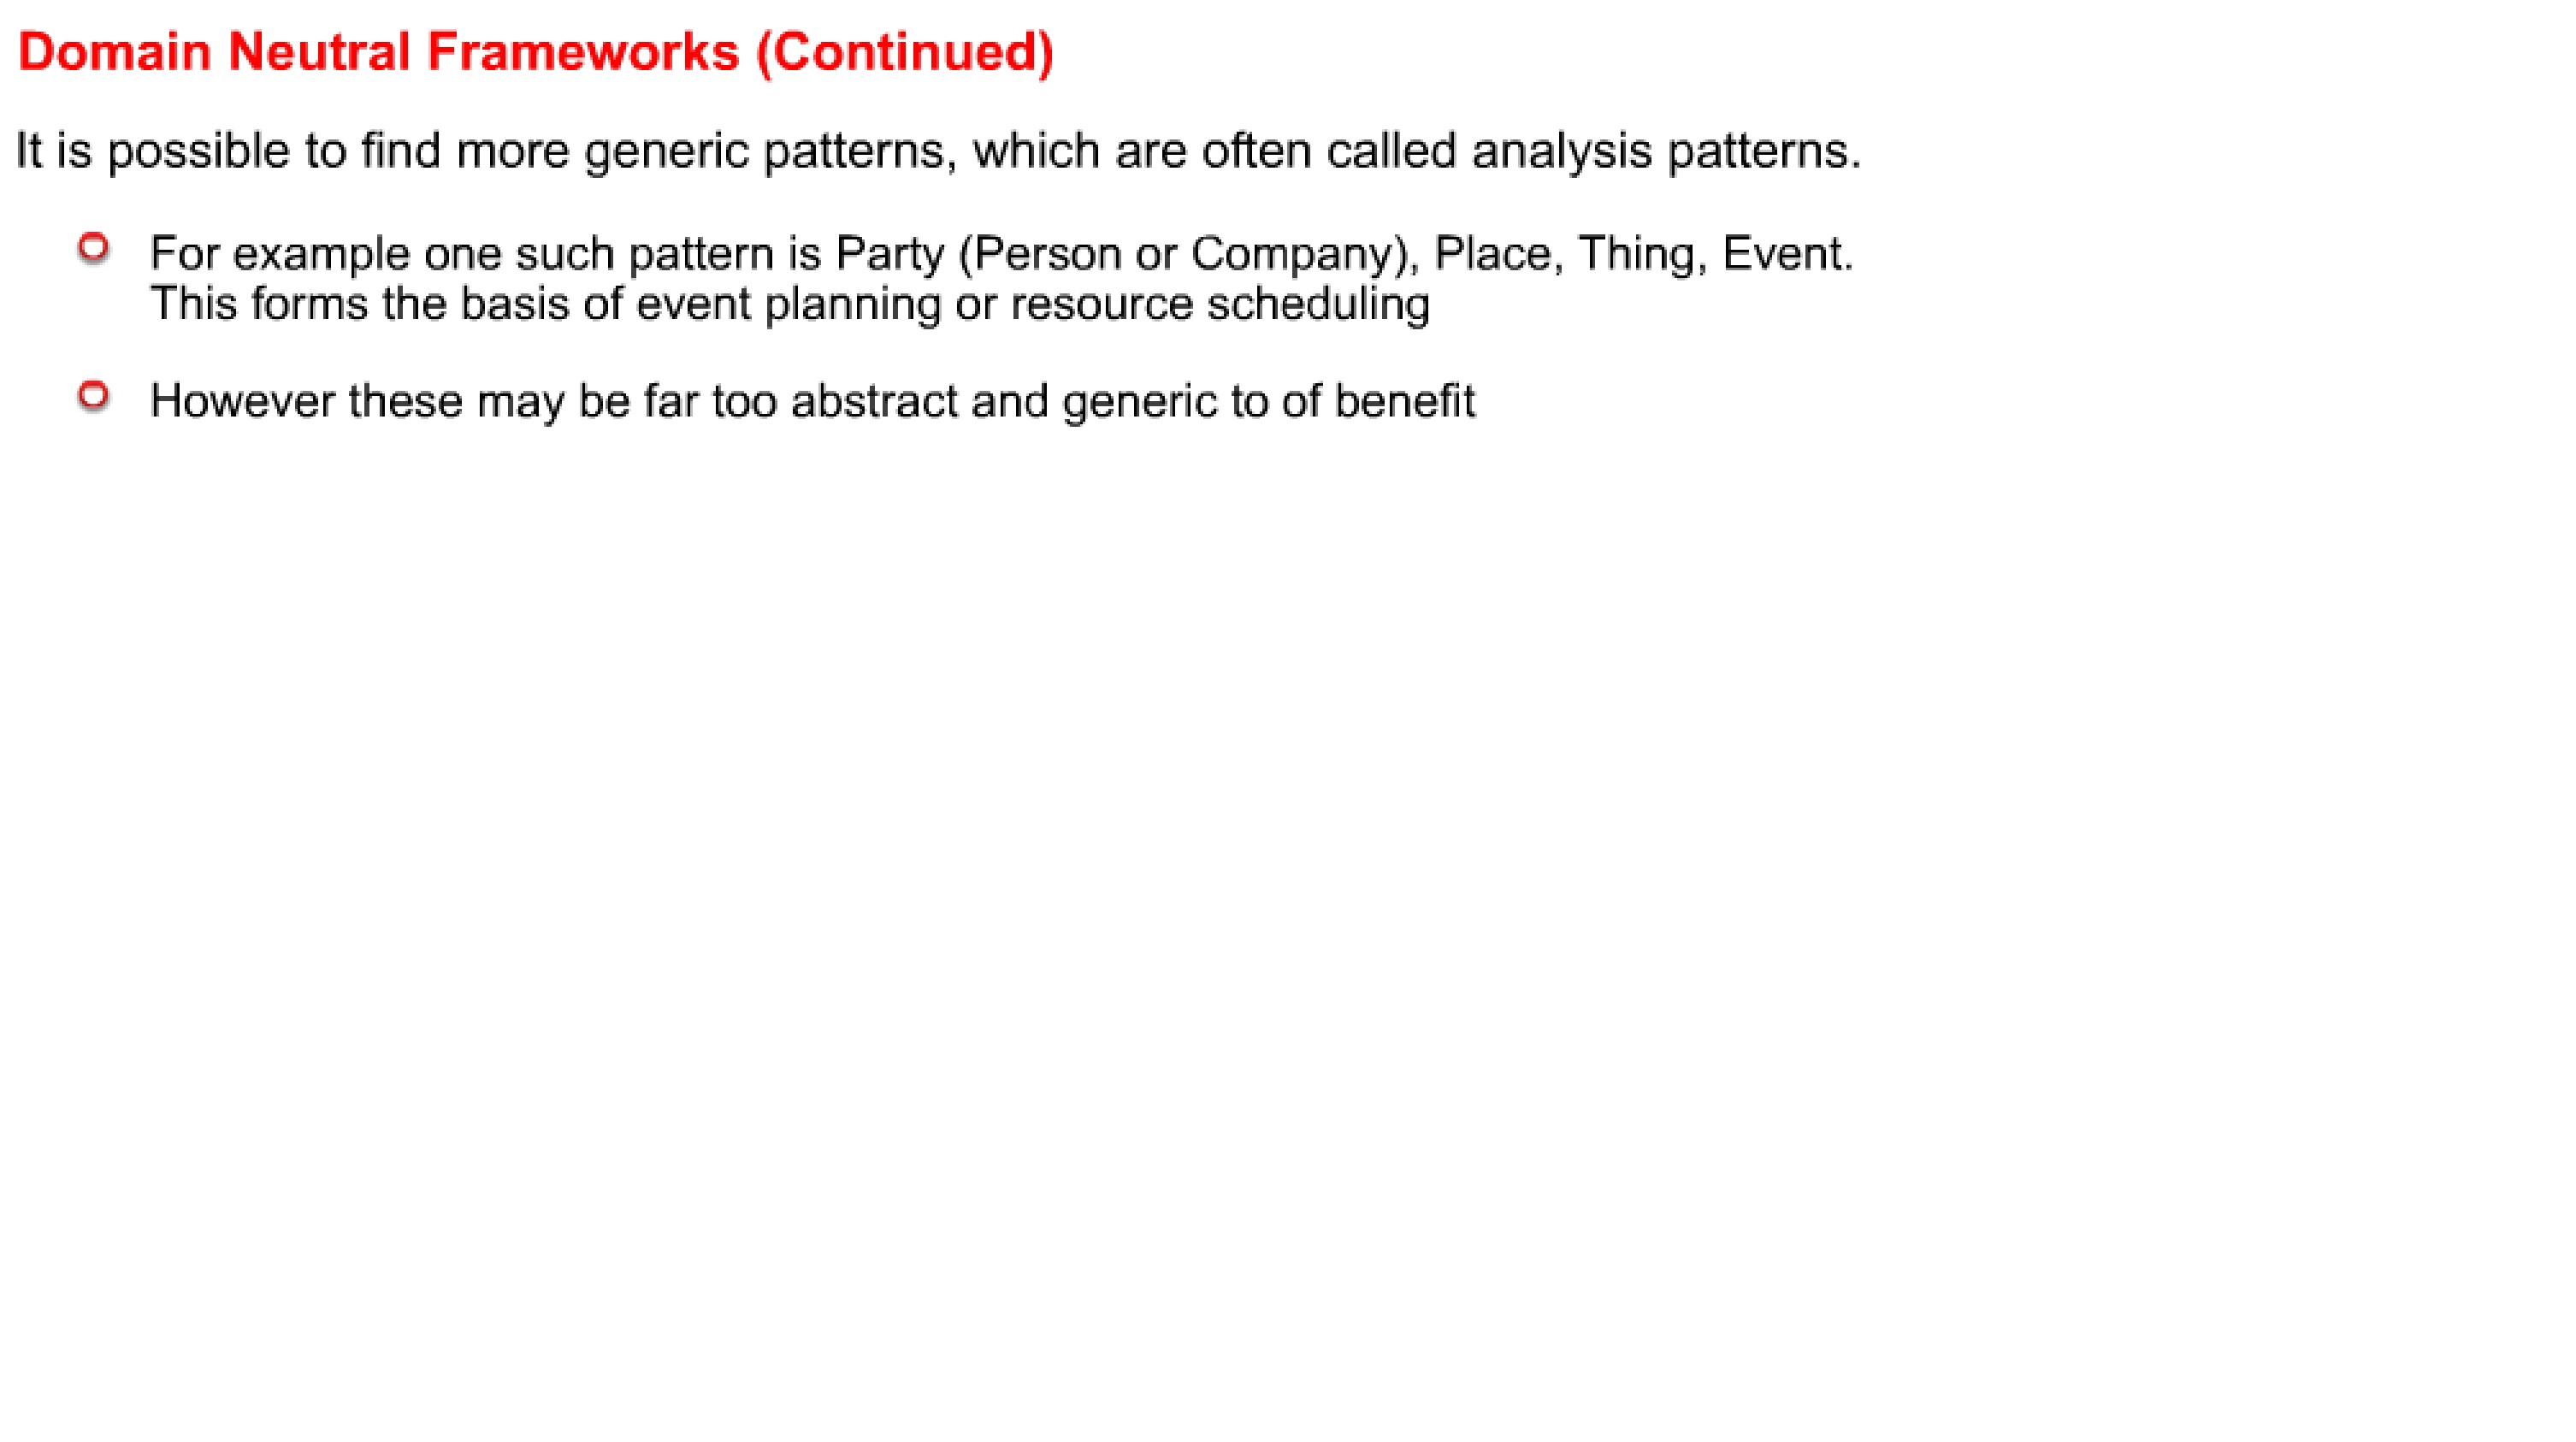 Domain Neutral Frameworks (Continued)
It is possible to find more generic patterns, which are often called analysis patterns.
For example one such pattern is Party (Person or Company), Place, Thing, Event.
This forms the basis of event planning or resource scheduling
However these may be far too abstract and generic to of benefit